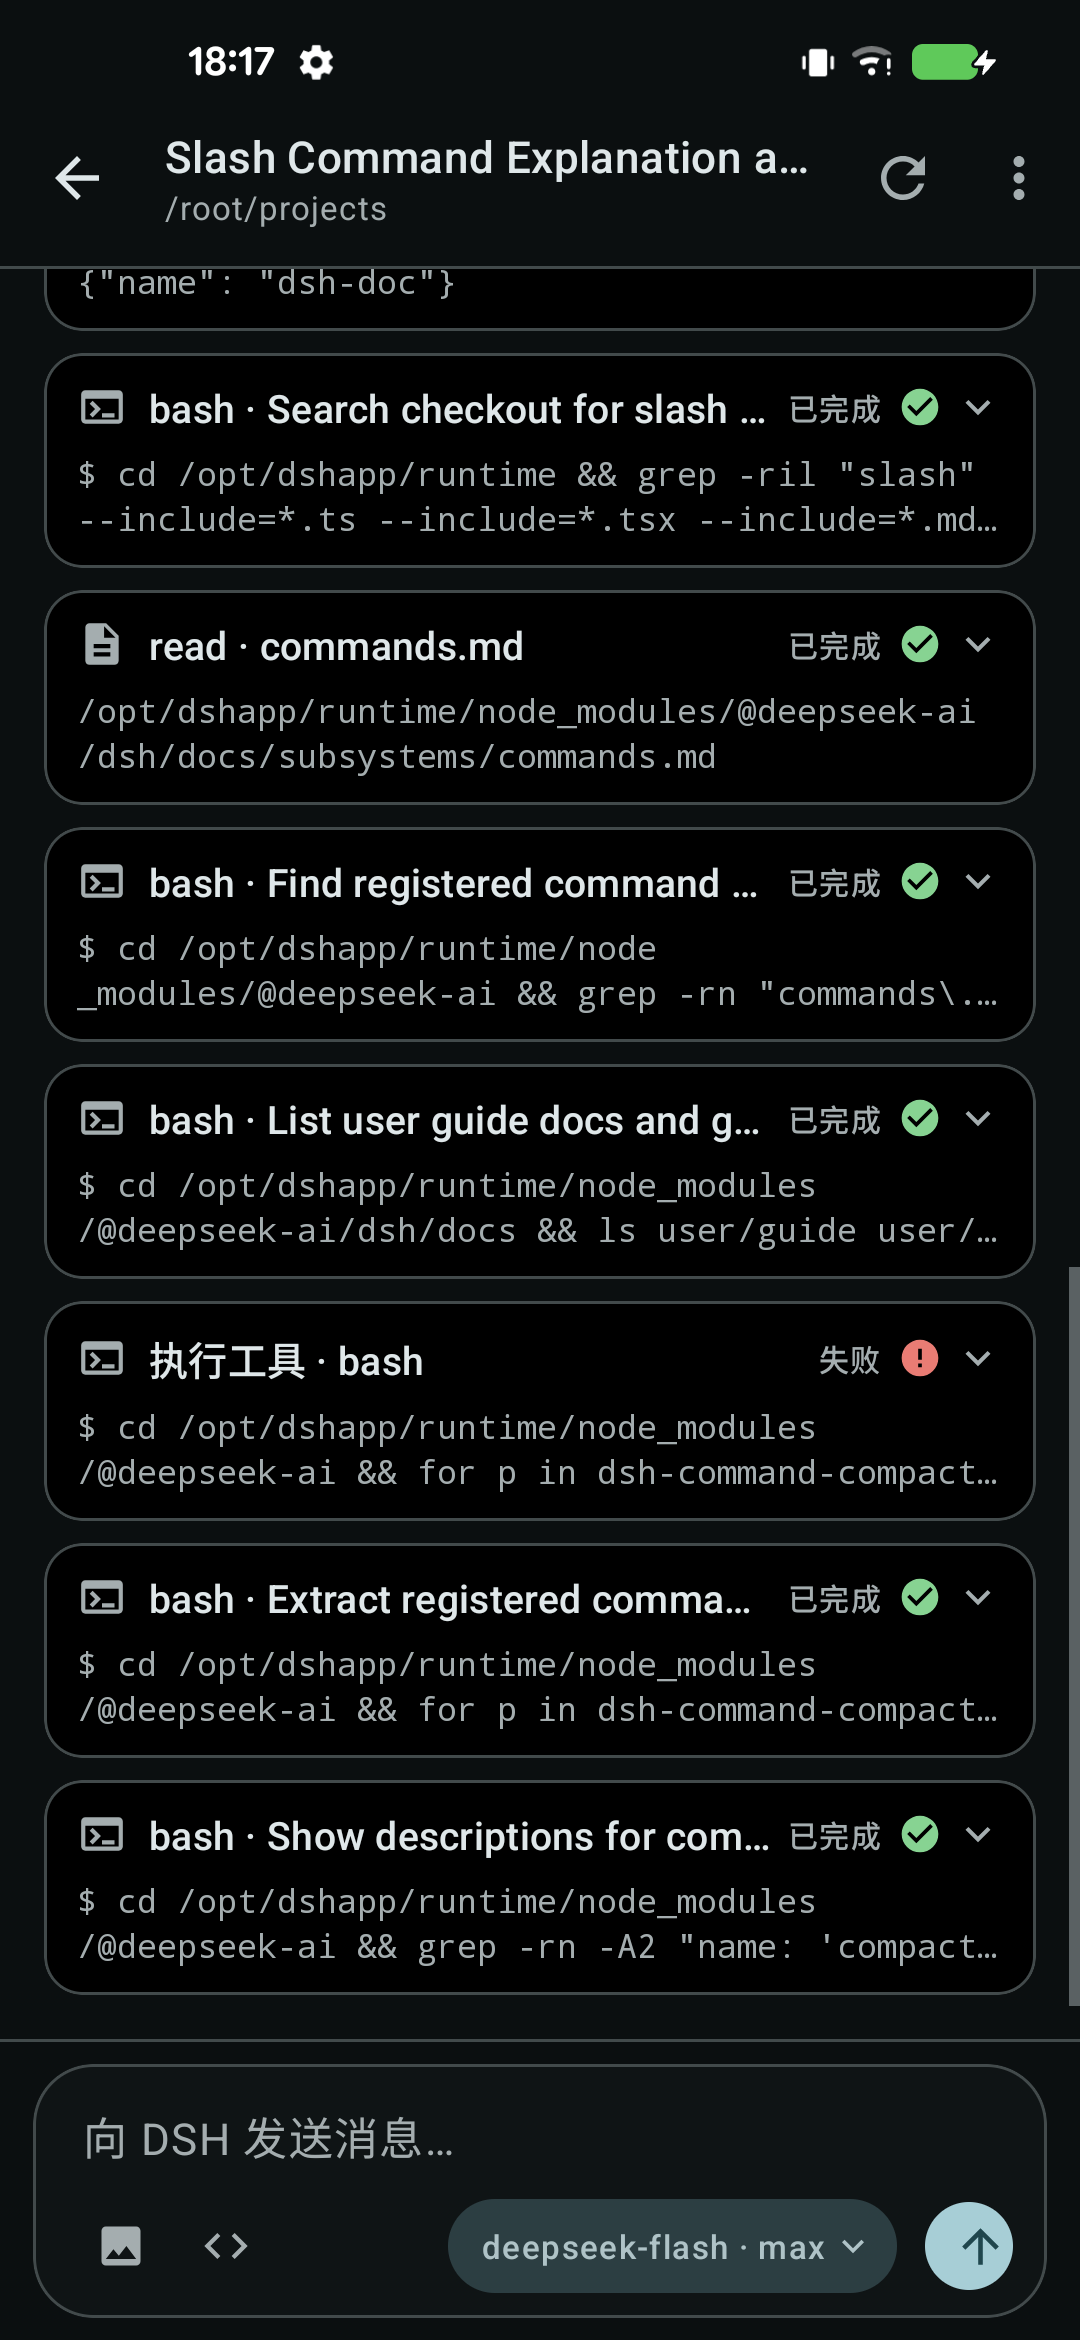 18:17
Slash Command Explanation a…
/root/projects
{"name": "dsh-doc"}
bash · Search checkout for slash … 已完成
$ cd /opt/dshapp/runtime && grep -ril "slash"
--include=*.ts --include=*.tsx --include=*.md…
read · commands.md 已完成
/opt/dshapp/runtime/node_modules/@deepseek-ai
/dsh/docs/subsystems/commands.md
bash · Find registered command … 已完成
$ cd /opt/dshapp/runtime/node
_modules/@deepseek-ai && grep -rn "commands\.…
bash · List user guide docs and g… 已完成
$ cd /opt/dshapp/runtime/node_modules
/@deepseek-ai/dsh/docs && ls user/guide user/…
执行工具 · bash 失败
$ cd /opt/dshapp/runtime/node_modules
/@deepseek-ai && for p in dsh-command-compact…
bash · Extract registered comma… 已完成
$ cd /opt/dshapp/runtime/node_modules
/@deepseek-ai && for p in dsh-command-compact…
bash · Show descriptions for com… 已完成
$ cd /opt/dshapp/runtime/node_modules
/@deepseek-ai && grep -rn -A2 "name: 'compact…
向 DSH 发送消息…
deepseek-flash · max